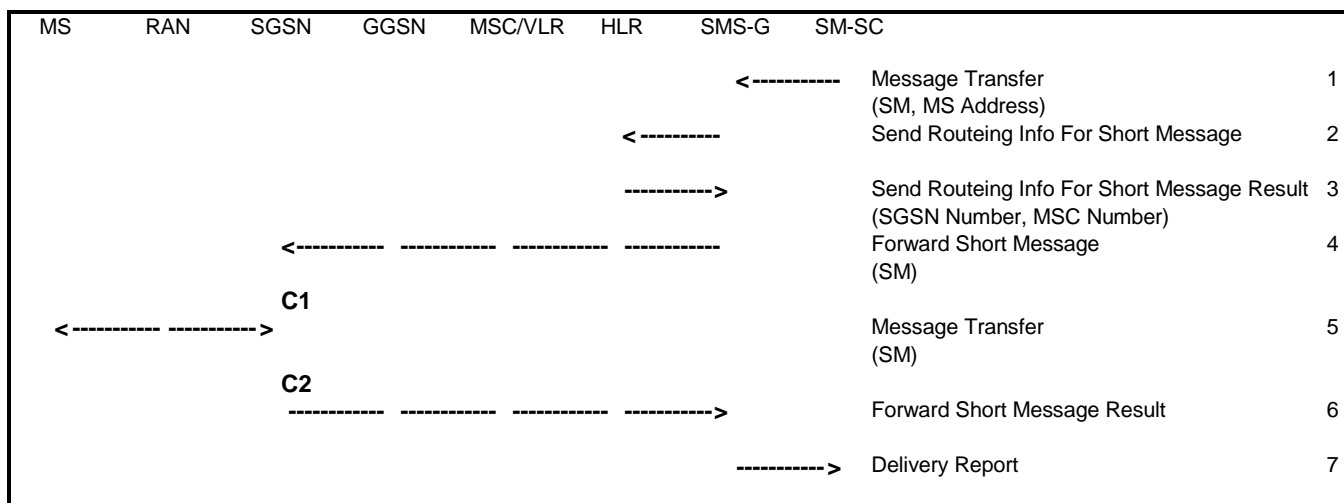 MS RAN SGSN GGSN MSC/VLR HLR SMS-G SM-SC
Message Transfer 1
(SM, MS Address)
Send Routeing Info For Short Message 2
Send Routeing Info For Short Message Result 3
(SGSN Number, MSC Number)
Forward Short Message 4
(SM)
C1
Message Transfer 5
(SM)
C2
Forward Short Message Result 6
Delivery Report 7